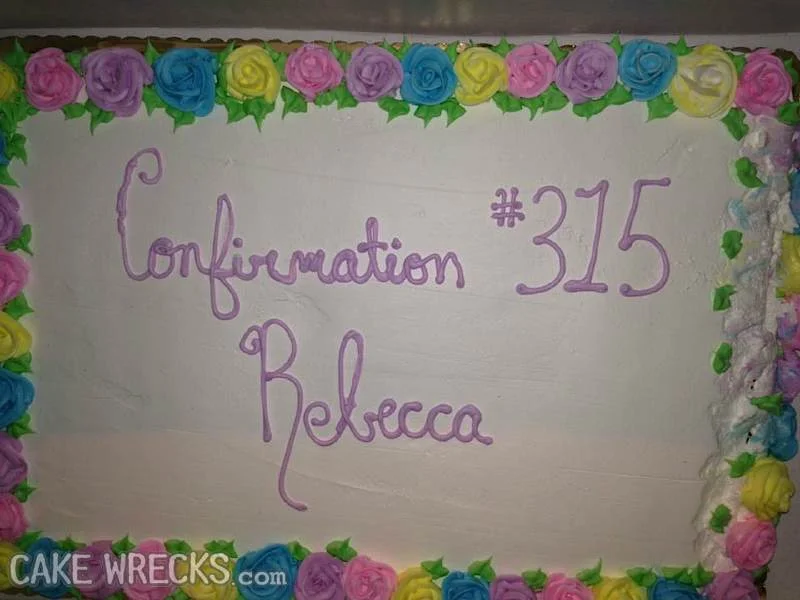 Confirmation #315
Rebecca
CAKE WRECKS.com